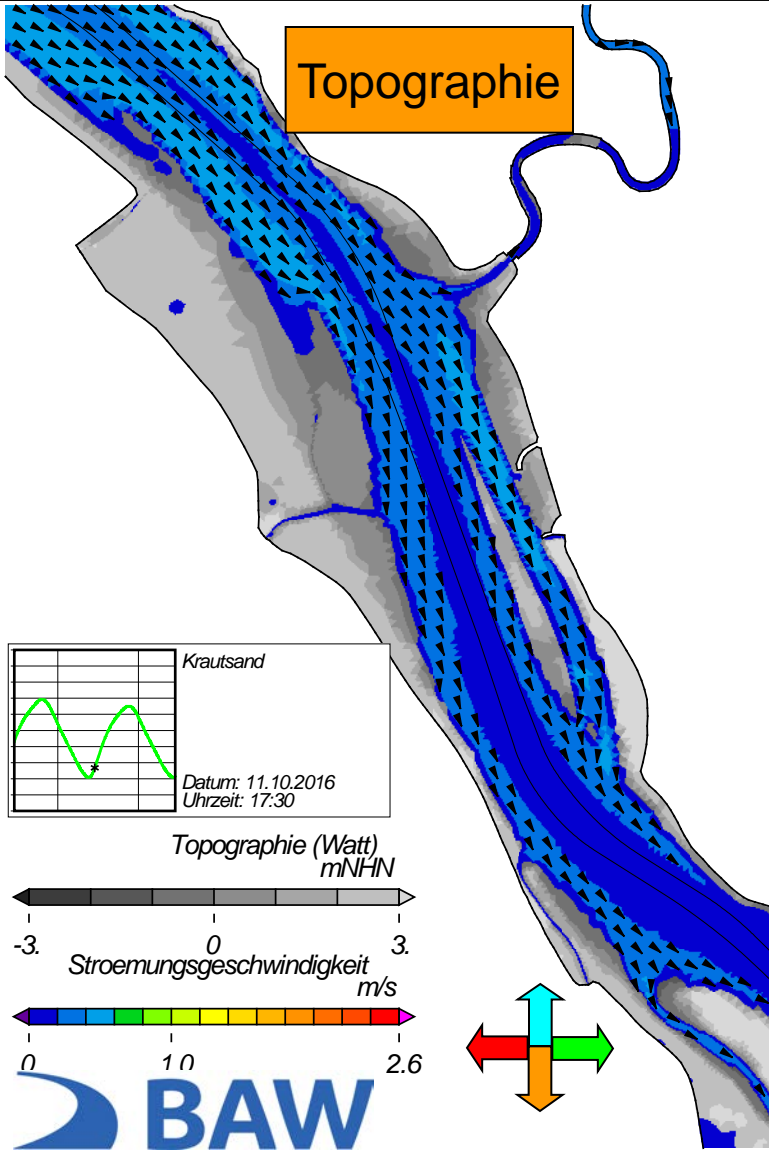 Topographie
Krautsand
Datum: 11.10.2016
Uhrzeit: 17:30
Topographie (Watt)
mNHN
-3. 0 3.
Stroemungsgeschwindigkeit
m/s
0 1.0 2.6
BAW